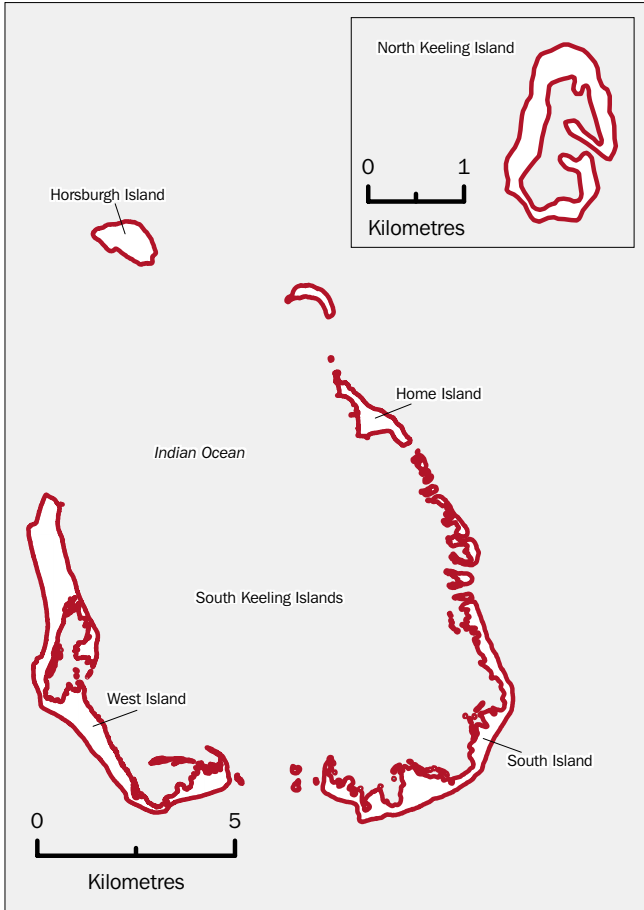 North Keeling Island
0 1
Kilometres
Horsburgh Island
Home Island
Indian Ocean
South Keeling Islands
West Island
South Island
0 5
Kilometres